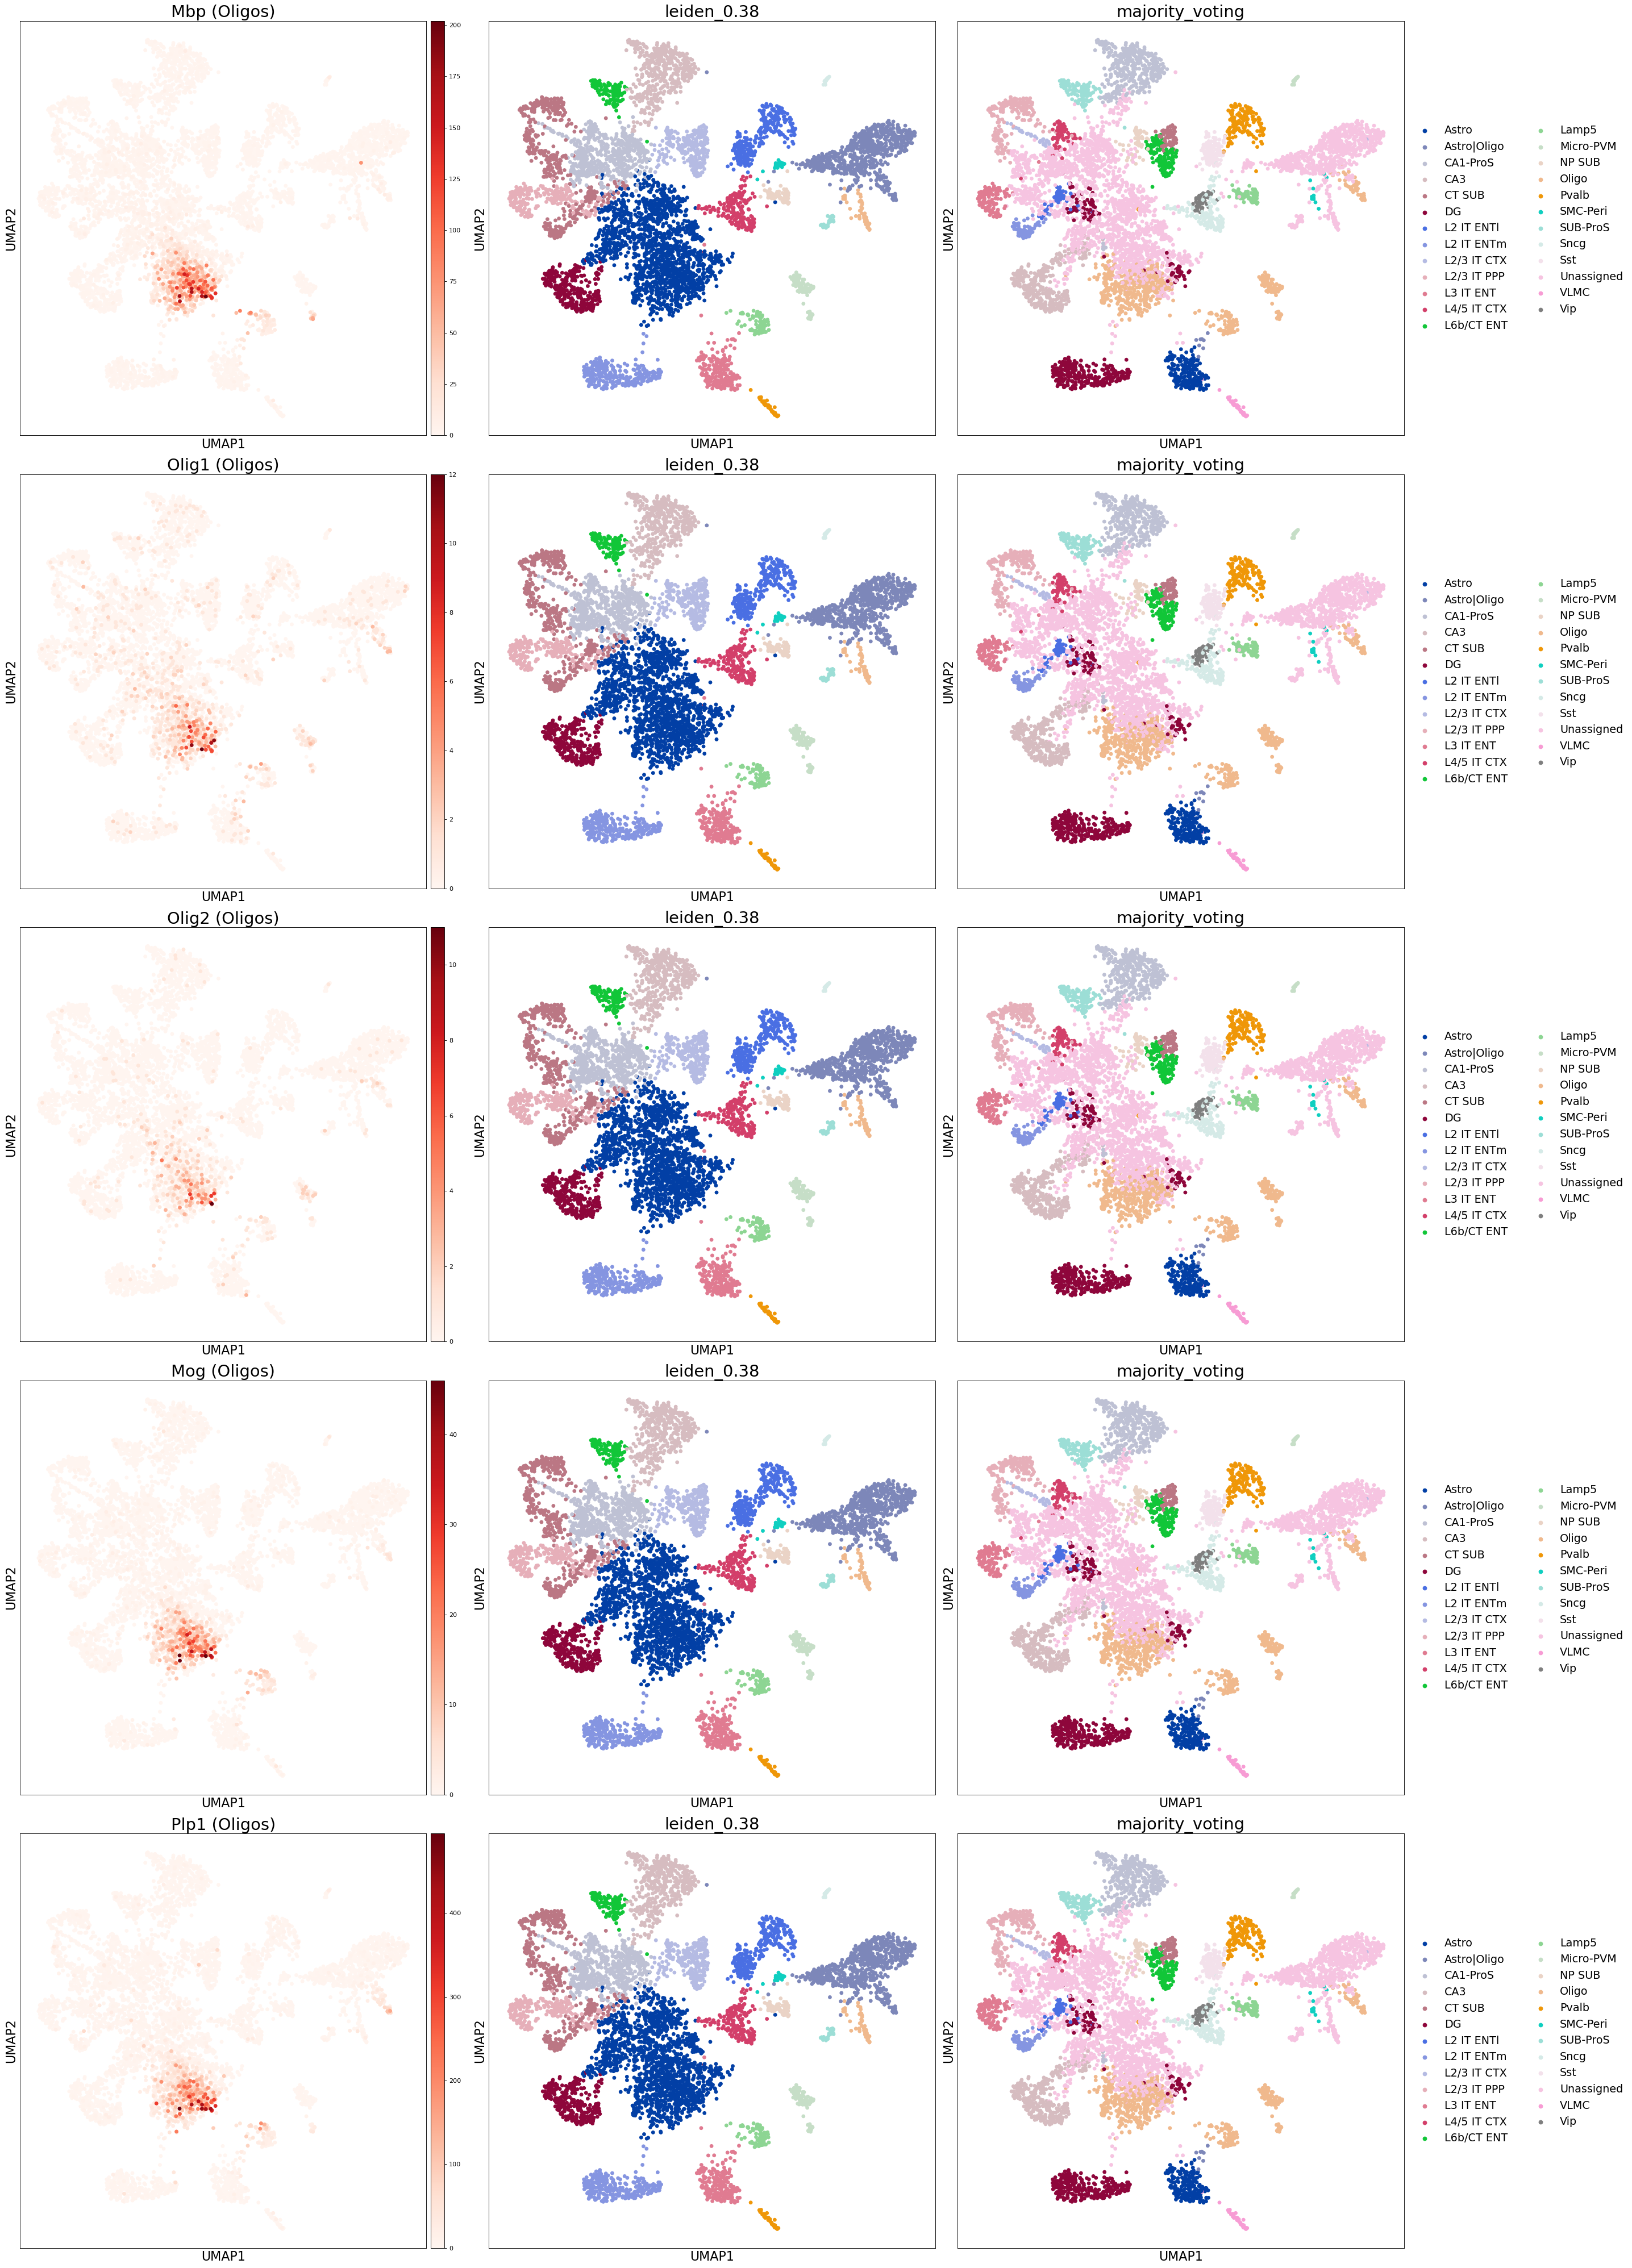 Mbp (Oligos)
leiden_0.38
majority_voting
200
175
150
125
100
75
50
25
0
UMAP2
UMAP2
UMAP2
UMAP1
UMAP1
UMAP1
Astro
Astro|Oligo
CA1-ProS
CA3
CT SUB
DG
L2 IT ENTl
L2 IT ENTm
L2/3 IT CTX
L2/3 IT PPP
L3 IT ENT
L4/5 IT CTX
L6b/CT ENT
Lamp5
Micro-PVM
NP SUB
Oligo
Pvalb
SMC-Peri
SUB-ProS
Sncg
Sst
Unassigned
VLMC
Vip
Olig1 (Oligos)
leiden_0.38
majority_voting
12
10
8
6
4
2
0
UMAP2
UMAP2
UMAP2
UMAP1
UMAP1
UMAP1
Astro
Astro|Oligo
CA1-ProS
CA3
CT SUB
DG
L2 IT ENTl
L2 IT ENTm
L2/3 IT CTX
L2/3 IT PPP
L3 IT ENT
L4/5 IT CTX
L6b/CT ENT
Lamp5
Micro-PVM
NP SUB
Oligo
Pvalb
SMC-Peri
SUB-ProS
Sncg
Sst
Unassigned
VLMC
Vip
Olig2 (Oligos)
leiden_0.38
majority_voting
10
8
6
4
2
0
UMAP2
UMAP2
UMAP2
UMAP1
UMAP1
UMAP1
Astro
Astro|Oligo
CA1-ProS
CA3
CT SUB
DG
L2 IT ENTl
L2 IT ENTm
L2/3 IT CTX
L2/3 IT PPP
L3 IT ENT
L4/5 IT CTX
L6b/CT ENT
Lamp5
Micro-PVM
NP SUB
Oligo
Pvalb
SMC-Peri
SUB-ProS
Sncg
Sst
Unassigned
VLMC
Vip
Mog (Oligos)
leiden_0.38
majority_voting
40
30
20
10
0
UMAP2
UMAP2
UMAP2
UMAP1
UMAP1
UMAP1
Astro
Astro|Oligo
CA1-ProS
CA3
CT SUB
DG
L2 IT ENTl
L2 IT ENTm
L2/3 IT CTX
L2/3 IT PPP
L3 IT ENT
L4/5 IT CTX
L6b/CT ENT
Lamp5
Micro-PVM
NP SUB
Oligo
Pvalb
SMC-Peri
SUB-ProS
Sncg
Sst
Unassigned
VLMC
Vip
Plp1 (Oligos)
leiden_0.38
majority_voting
400
300
200
100
0
UMAP2
UMAP2
UMAP2
UMAP1
UMAP1
UMAP1
Astro
Astro|Oligo
CA1-ProS
CA3
CT SUB
DG
L2 IT ENTl
L2 IT ENTm
L2/3 IT CTX
L2/3 IT PPP
L3 IT ENT
L4/5 IT CTX
L6b/CT ENT
Lamp5
Micro-PVM
NP SUB
Oligo
Pvalb
SMC-Peri
SUB-ProS
Sncg
Sst
Unassigned
VLMC
Vip